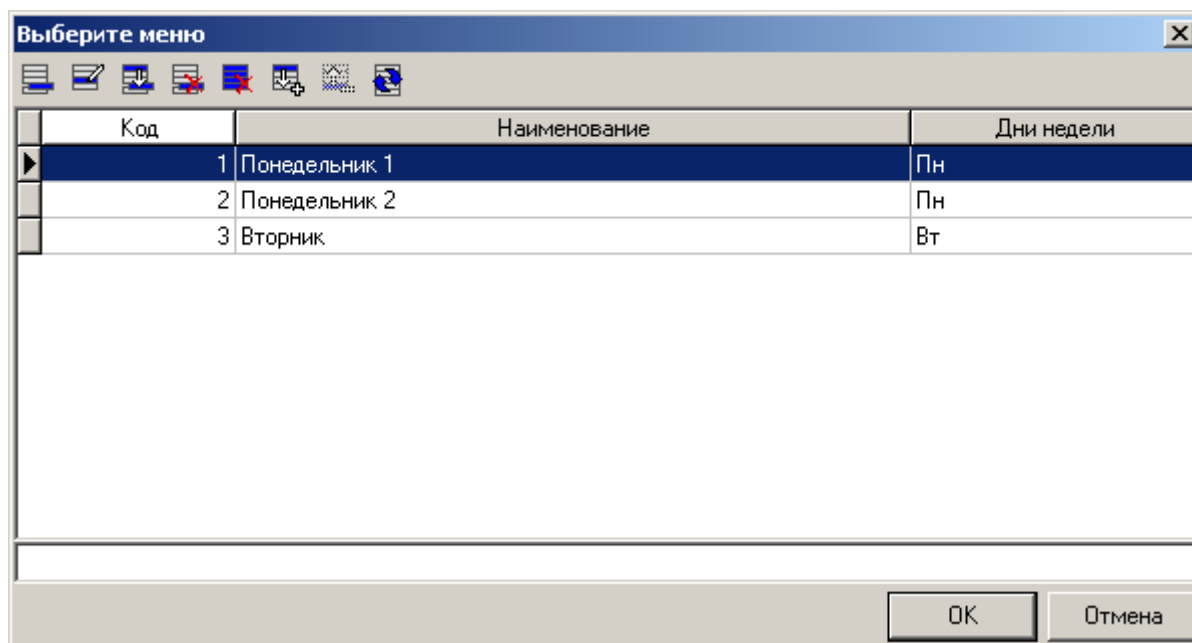 Выберите меню
Код Наименование Дни недели
1 Понедельник 1 Пн
2 Понедельник 2 Пн
3 Вторник Вт
OK Отмена